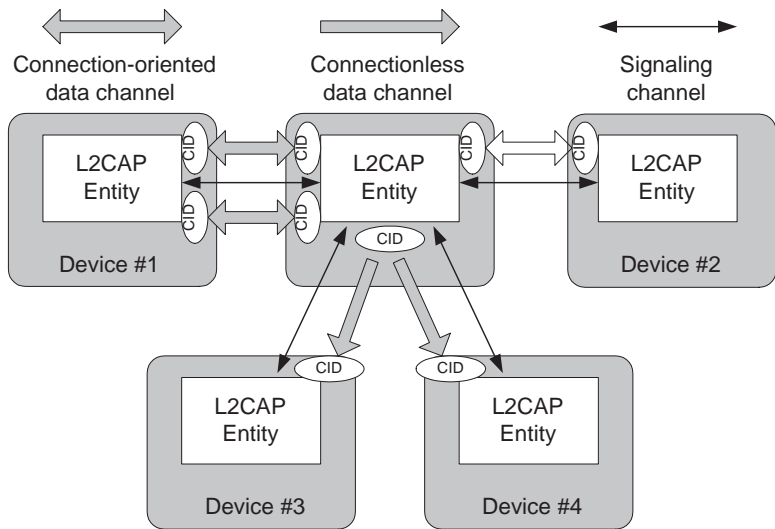 Connection-oriented
data channel
Connectionless
data channel
Signaling
channel
L2CAP
Entity
CID
CID
Device #1
CID
CID
L2CAP
Entity
CID
CID
CID
L2CAP
Entity
Device #2
CID
L2CAP
Entity
Device #3
CID
L2CAP
Entity
Device #4